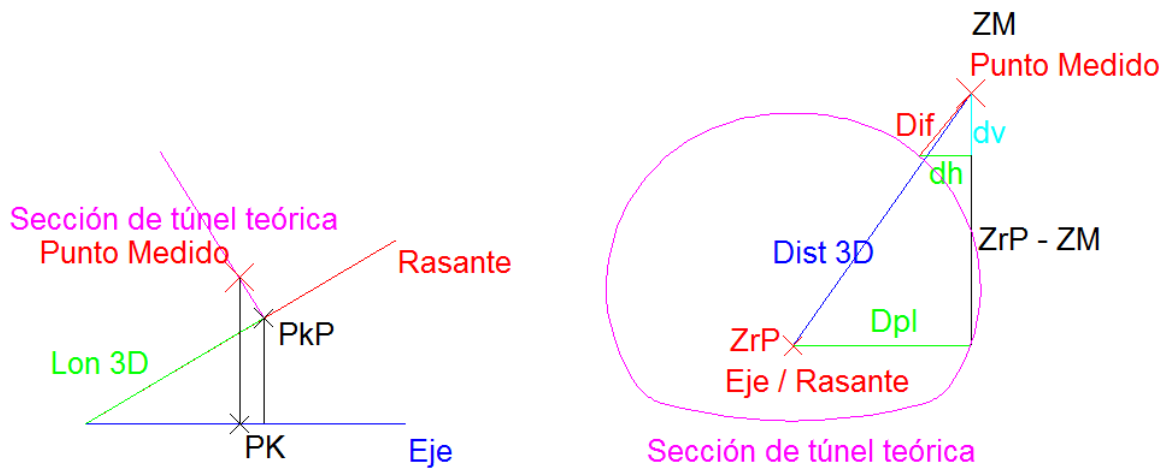 Sección de túnel teórica
Punto Medido
Rasante
PkP
Lon 3D
PK
Eje
ZM
Punto Medido
Dif
dv
dh
ZrP - ZM
Dist 3D
Dpl
ZrP
Eje / Rasante
Sección de túnel teórica